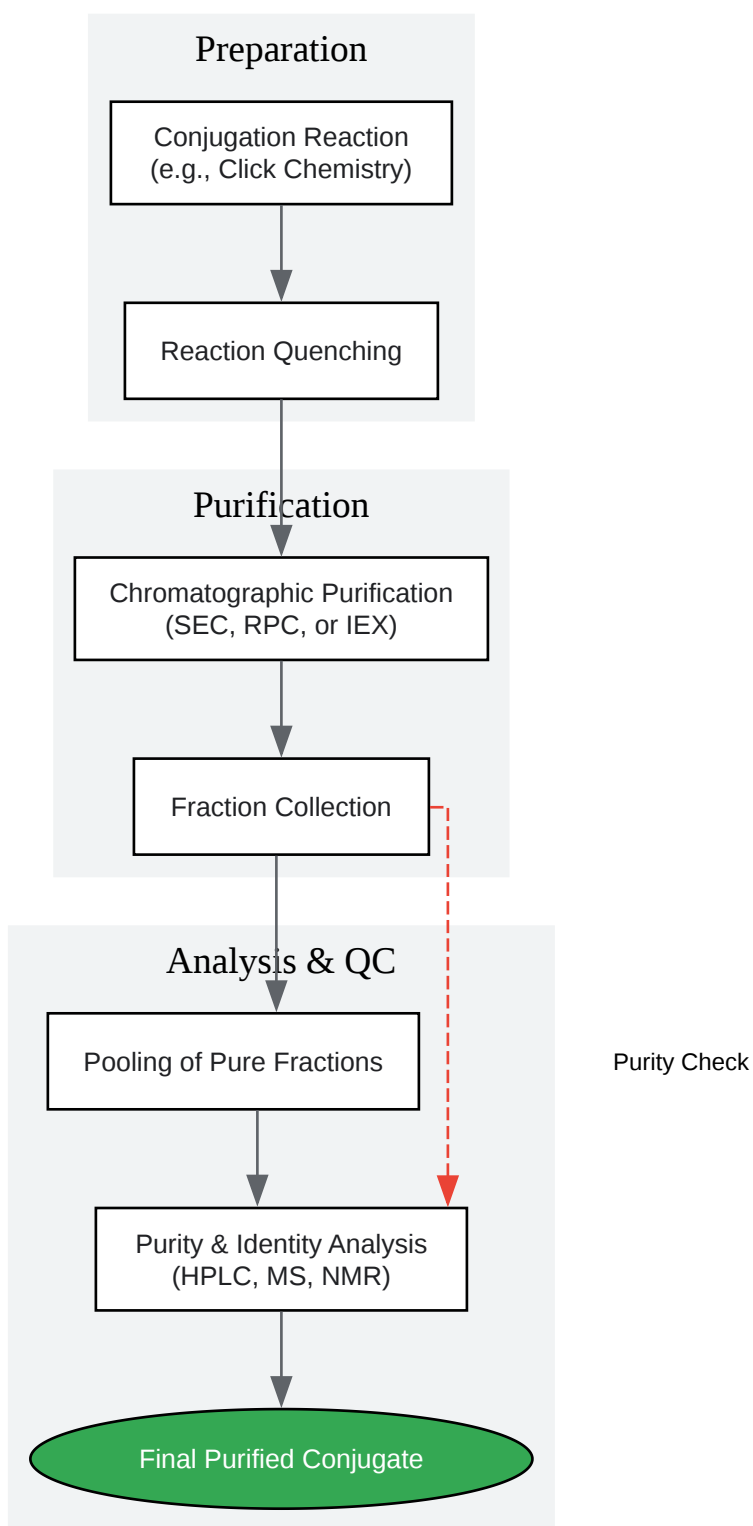 Preparation
Conjugation Reaction
(e.g., Click Chemistry)
Reaction Quenching
Purification
Chromatographic Purification
(SEC, RPC, or IEX)
Fraction Collection
Analysis & QC
Pooling of Pure Fractions
Purity Check
Purity & Identity Analysis
(HPLC, MS, NMR)
Final Purified Conjugate